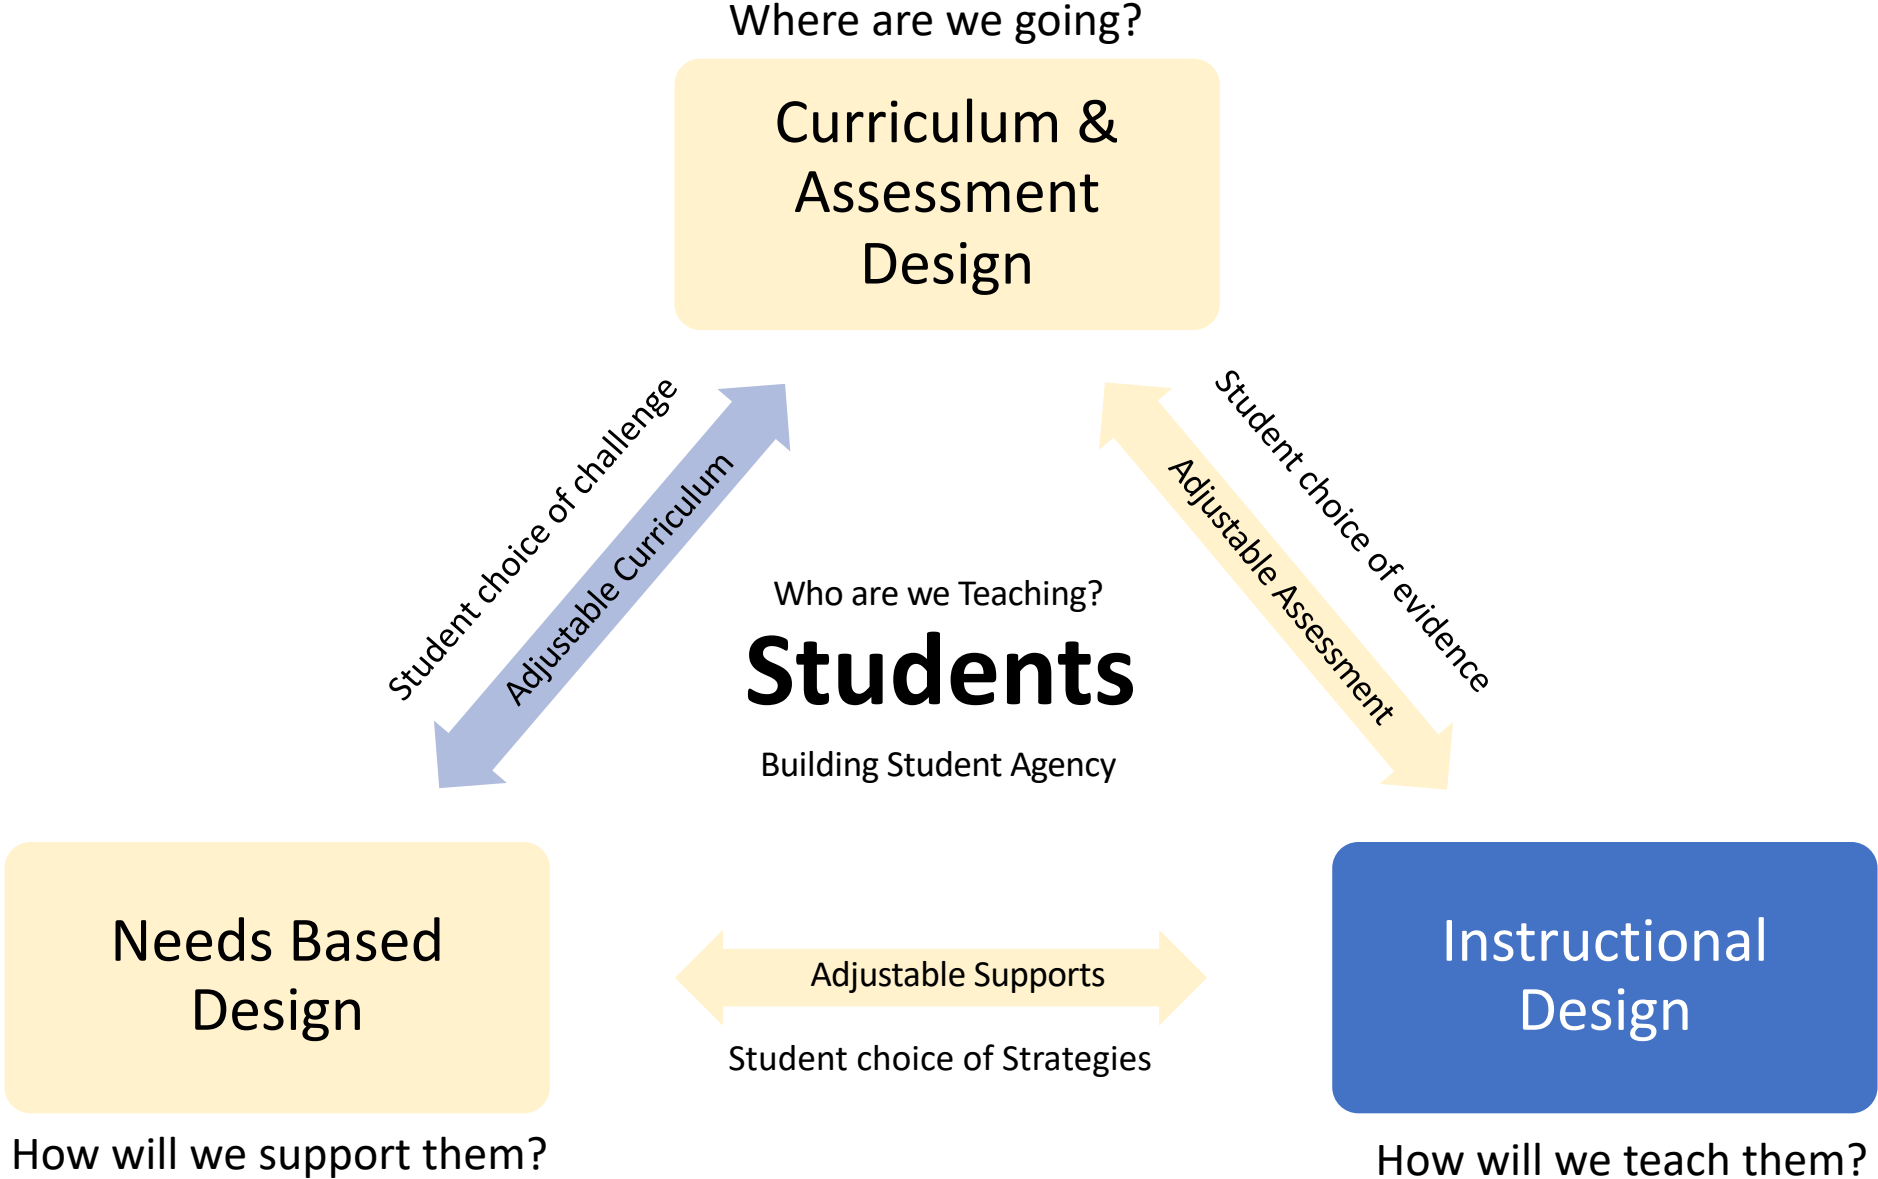 Where are we going?
Curriculum &
Assessment
Design
Student choice of challenge
Adjustable Curriculum
Adjustable Assessment
Student choice of evidence
Who are we Teaching?
Students
Building Student Agency
Needs Based
Design
Adjustable Supports
Student choice of Strategies
Instructional
Design
How will we support them?
How will we teach them?